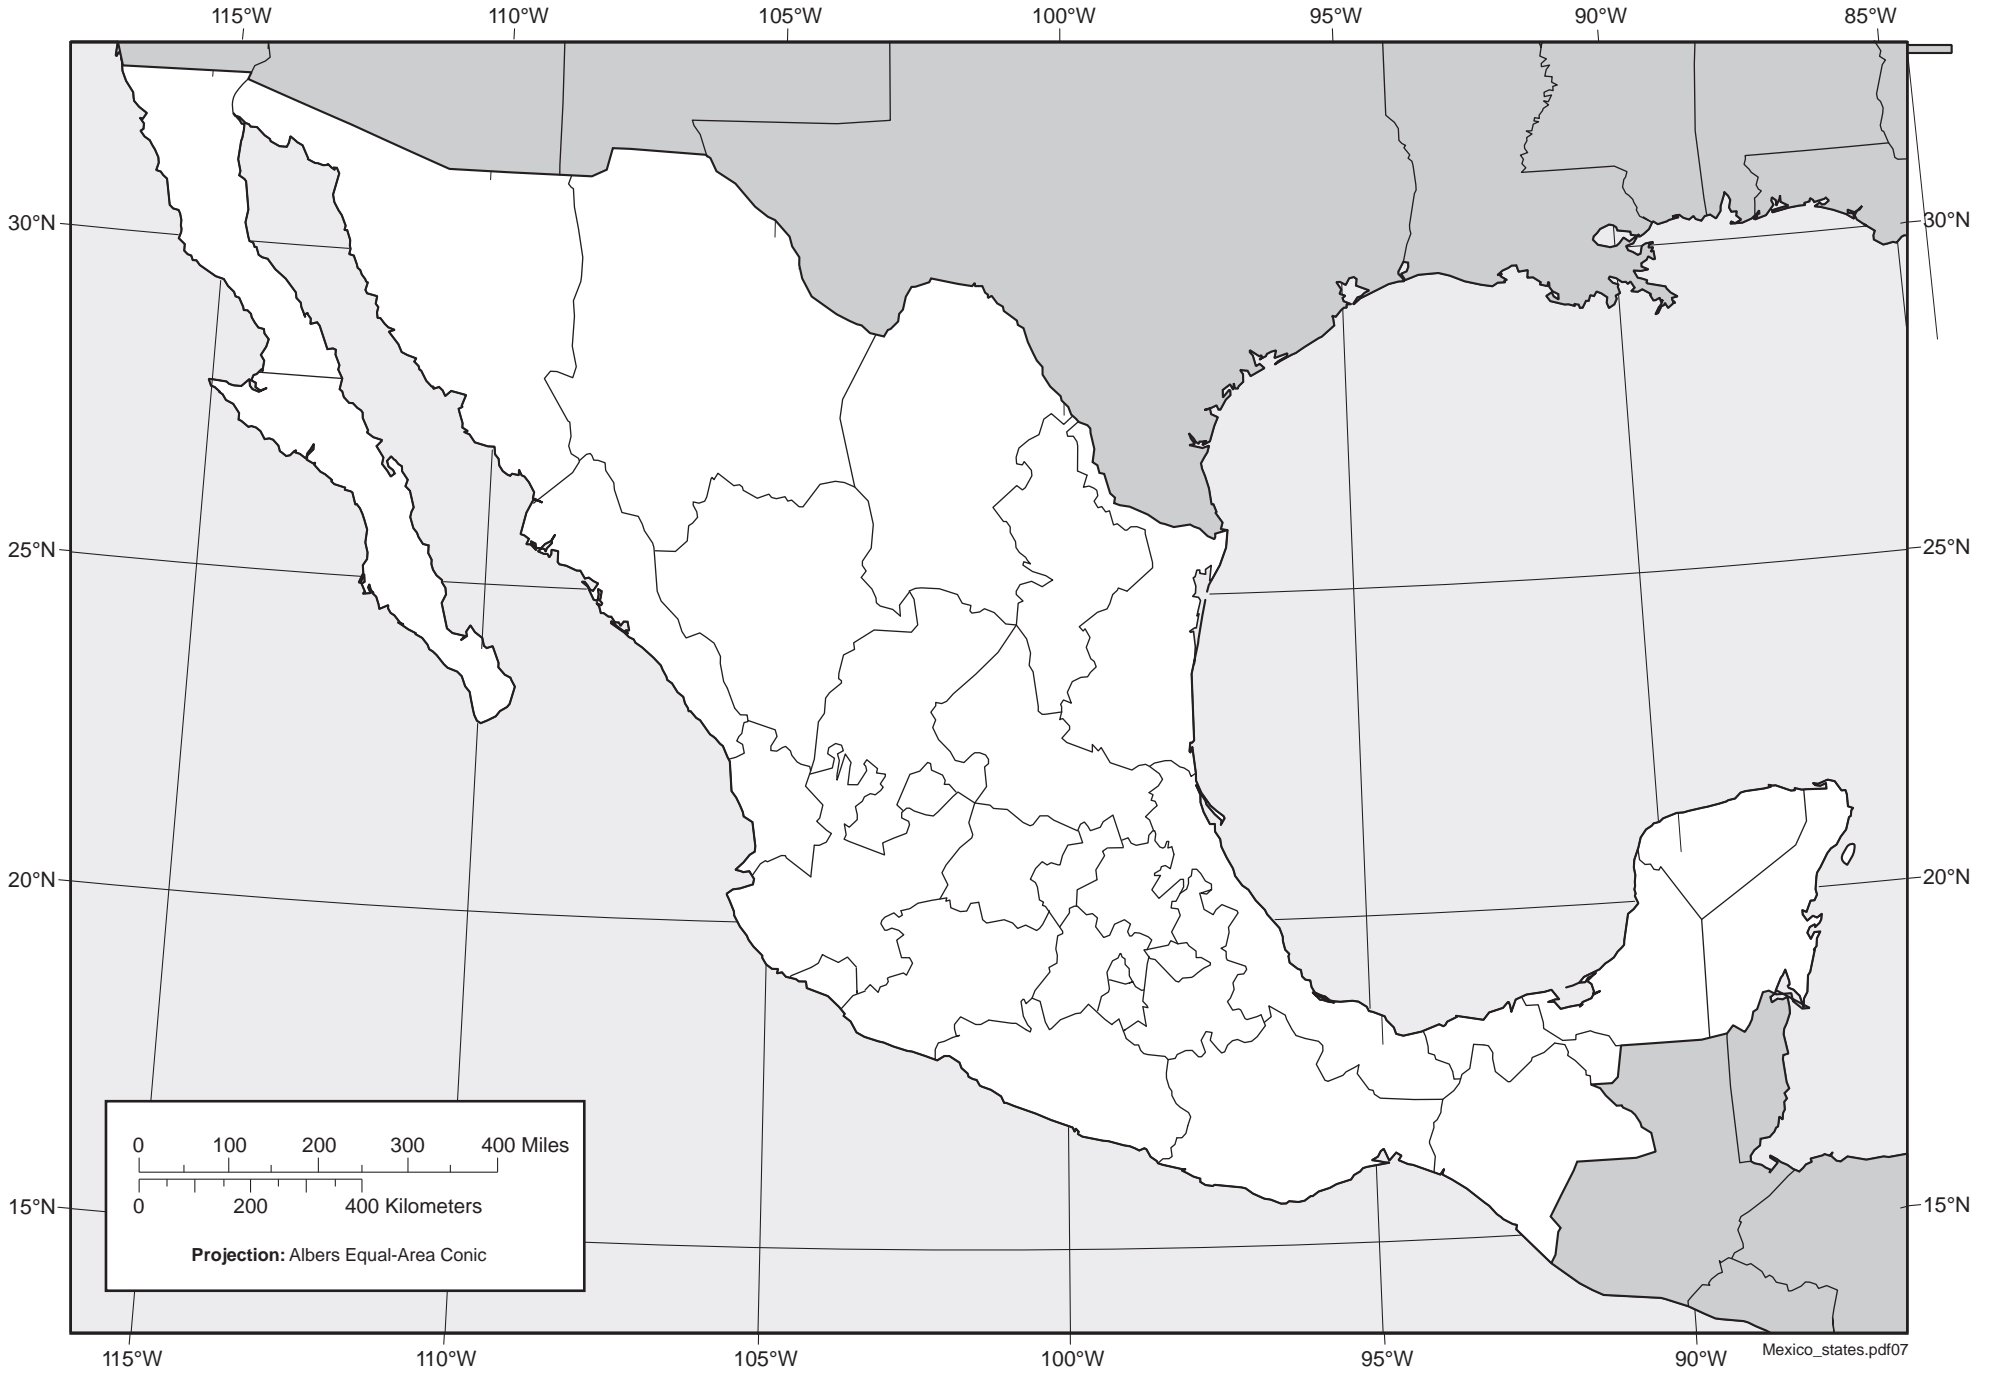 115°W 110°W 105°W 100°W 95°W 90°W 85°W
30°N 30°N
25°N 25°N
20°N 20°N
15°N 15°N
0 100 200 300 400 Miles
0 200 400 Kilometers
Projection: Albers Equal-Area Conic
115°W 110°W 105°W 100°W 95°W 90°W
Mexico_states.pdf07